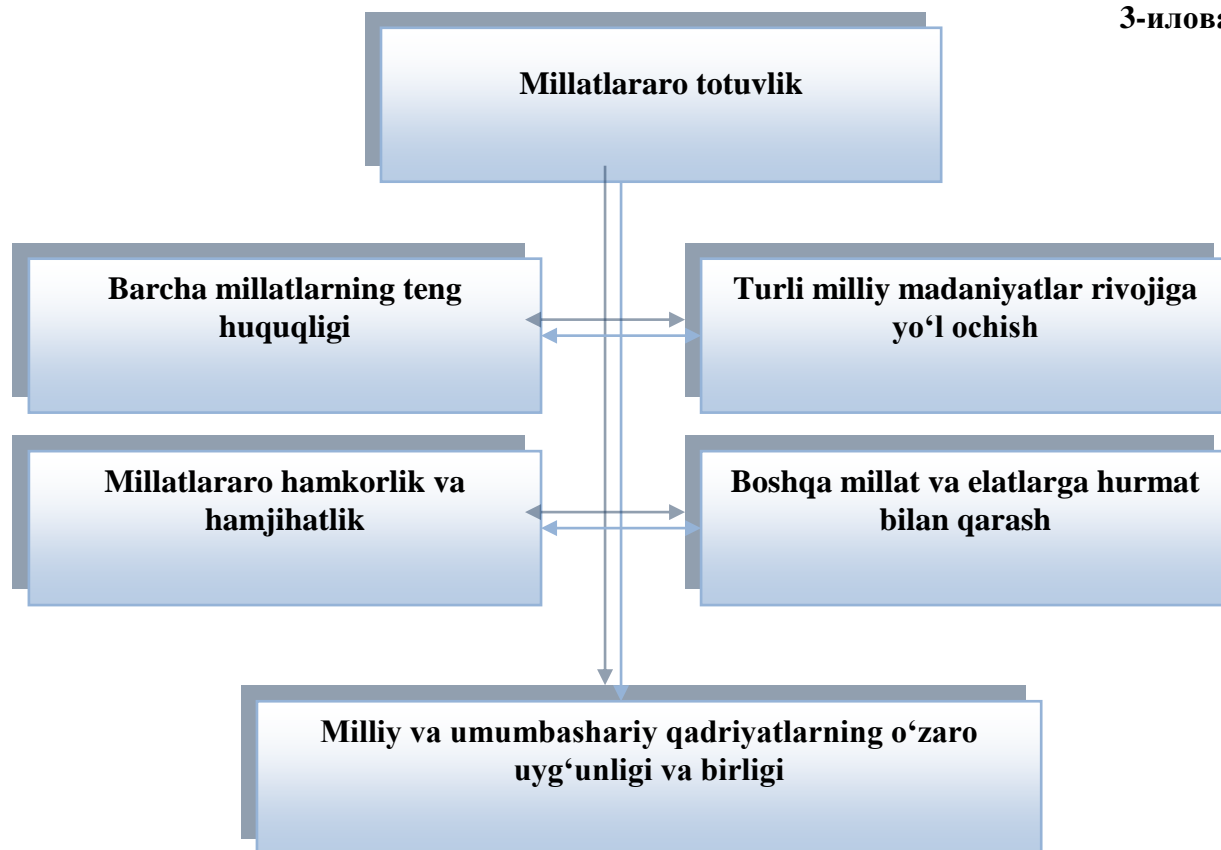 3-илова
Millatlararo totuvlik
Barcha millatlarning teng
huquqligi
Turli milliy madaniyatlar rivojiga
yo‘l ochish
Millatlararo hamkorlik va
hamjihatlik
Boshqa millat va elatlarga hurmat
bilan qarash
Milliy va umumbashariy qadriyatlarning o‘zaro
uyg‘unligi va birligi